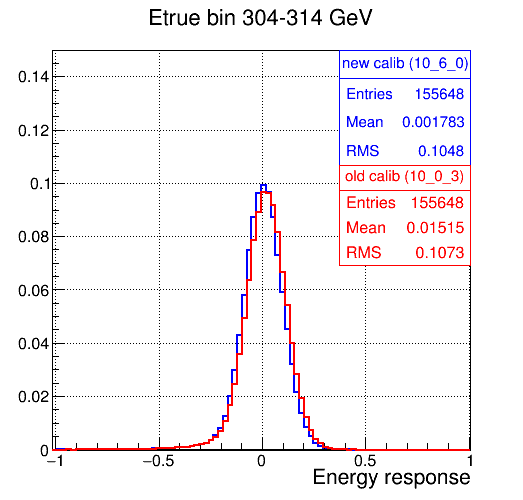 Etrue bin 304-314 GeV
new calib (10_6_0)
Entries 155648
Mean 0.001783
RMS 0.1048
old calib (10_0_3)
Entries 155648
Mean 0.01515
RMS 0.1073
0.14
0.12
0.1
0.08
0.06
0.04
0.02
0
−1 −0.5 0 0.5 1
Energy response